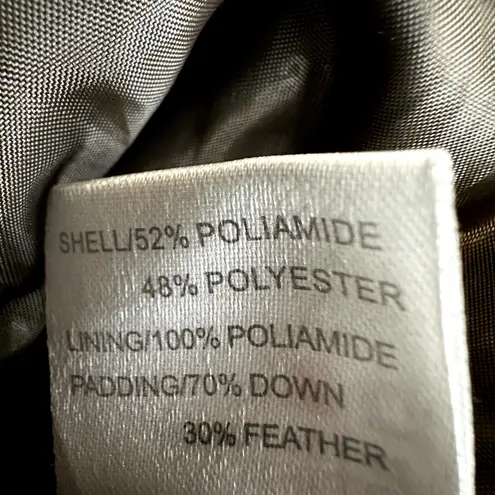 SHELL/52% POLIAMIDE
48% POLYESTER
LINING/100% POLIAMIDE
PADDING/70% DOWN
30% FEATHER